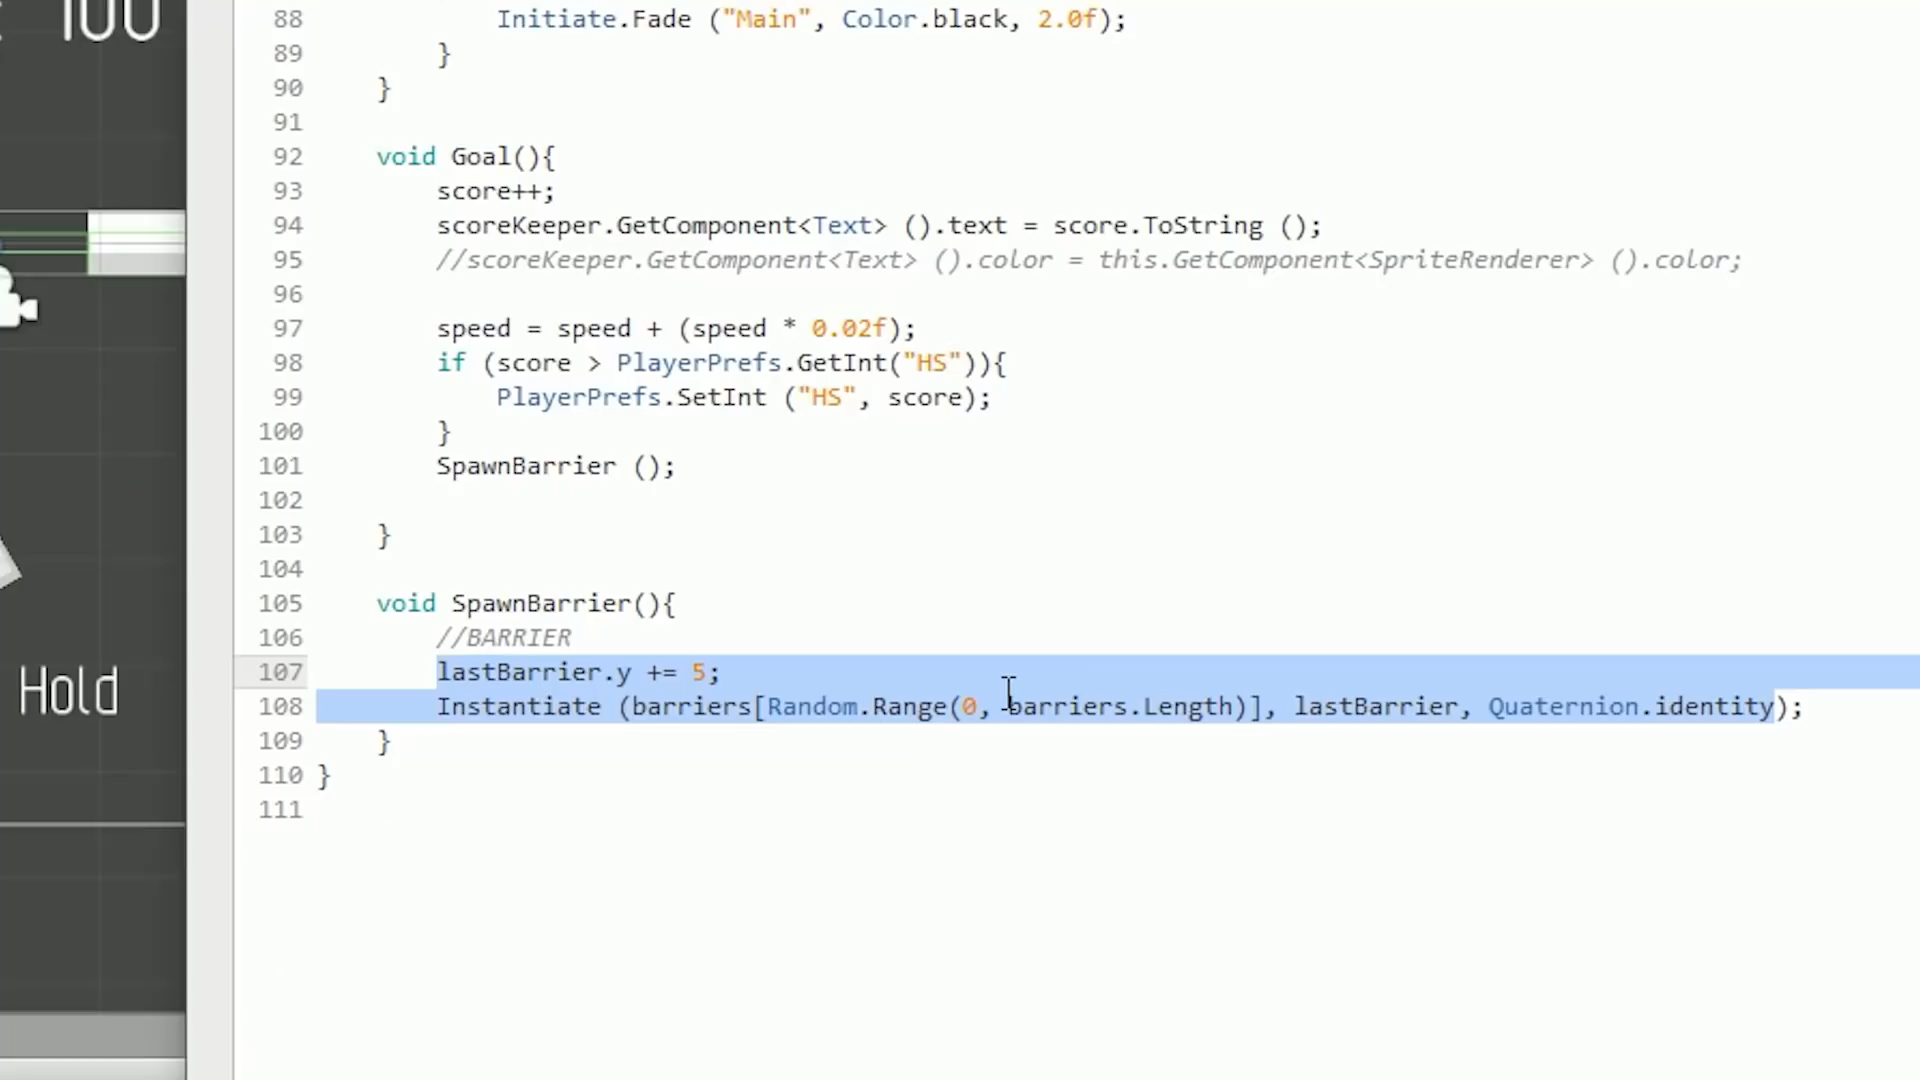 100
Hold
88 Initiate.Fade ("Main", Color.black, 2.0f);
89 }
90 }
91
92 void Goal(){
93 score++;
94 scoreKeeper.GetComponent<Text> ().text = score.ToString ();
95 //scoreKeeper.GetComponent<Text> ().color = this.GetComponent<SpriteRenderer> ().color;
96
97 speed = speed + (speed * 0.02f);
98 if (score > PlayerPrefs.GetInt("HS")){
99 PlayerPrefs.SetInt ("HS", score);
100 }
101 SpawnBarrier ();
102
103 }
104
105 void SpawnBarrier(){
106 //BARRIER
107 lastBarrier.y += 5;
108 Instantiate (barriers[Random.Range(0, barriers.Length)], lastBarrier, Quaternion.identity);
109 }
110 }
111